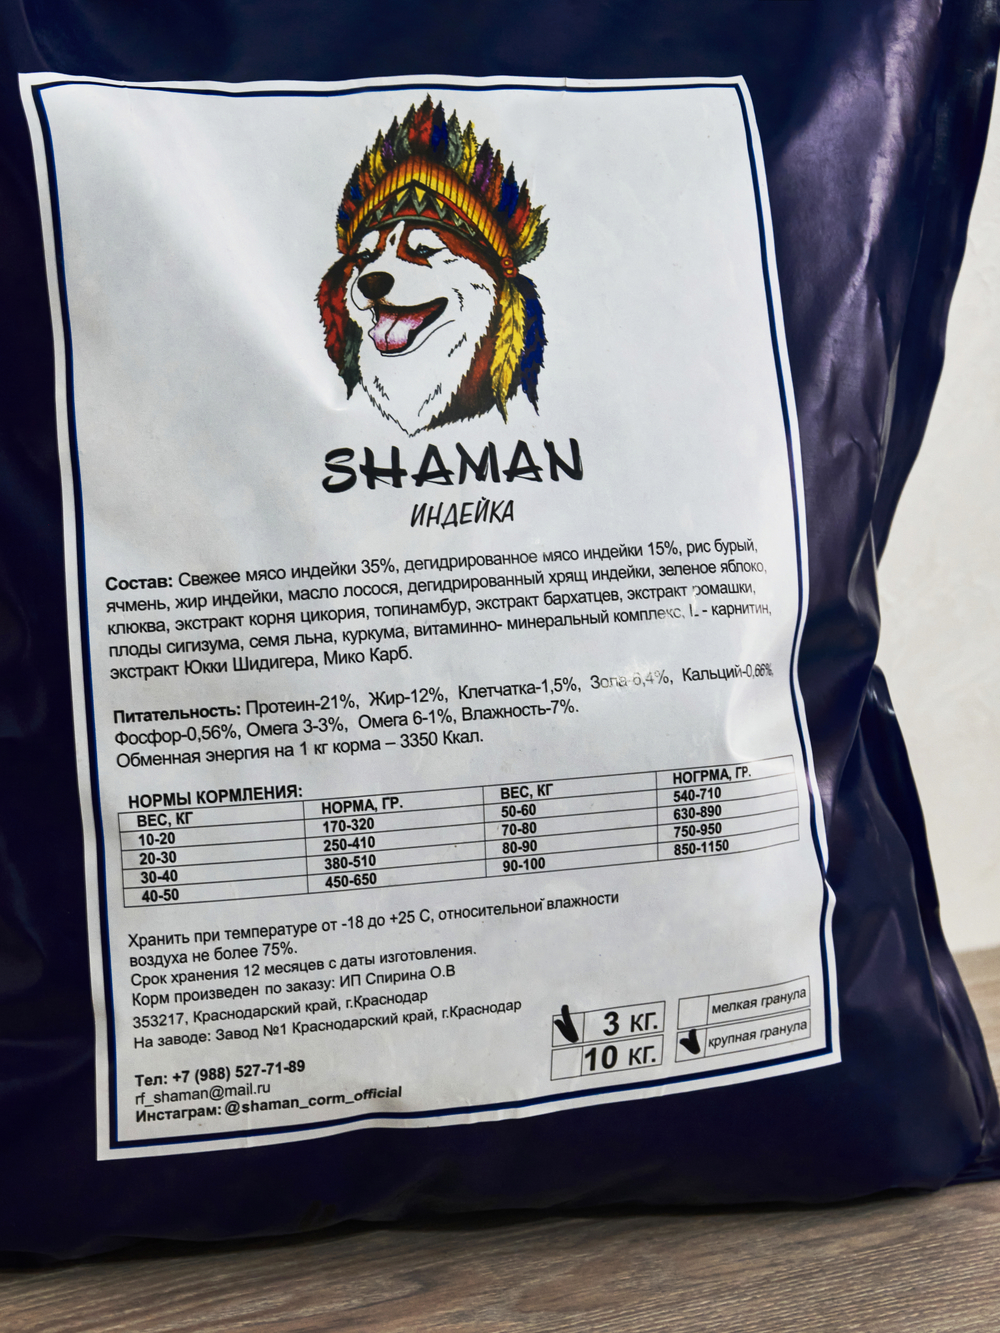 SHAMAN
ИНДЕЙКА
Состав: Свежее мясо индейки 35%, дегидрированное мясо индейки 15%, рис бурый,
ячмень, жир индейки, масло лосося, дегидрированный хрящ индейки, зеленое яблоко,
клюква, экстракт корня цикория, топинамбур, экстракт бархатцев, экстракт ромашки,
плоды сигизума, семя льна, куркума, витаминно- минеральный комплекс, L - карнитин,
экстракт Юкки Шидигера, Мико Карб.
Питательность: Протеин-21%, Жир-12%, Клетчатка-1,5%, Зола-6,4%, Кальций-0,66%,
Фосфор-0,56%, Омега 3-3%, Омега 6-1%, Влажность-7%.
Обменная энергия на 1 кг корма – 3350 Ккал.
НОРМЫ КОРМЛЕНИЯ:
ВЕС, КГ НОРМА, ГР. ВЕС, КГ НОГРМА, ГР.
10-20 170-320 50-60 540-710
20-30 250-410 70-80 630-890
30-40 380-510 80-90 750-950
40-50 450-650 90-100 850-1150
Хранить при температуре от -18 до +25 С, относительной влажности
воздуха не более 75%.
Срок хранения 12 месяцев с даты изготовления.
Корм произведен по заказу: ИП Спирина О.В
353217, Краснодарский край, г.Краснодар
На заводе: Завод №1 Краснодарский край, г.Краснодар
3 КГ.
10 КГ.
мелкая гранула
крупная гранула
Тел: +7 (988) 527-71-89
rf_shaman@mail.ru
Инстаграм: @shaman_corm_official